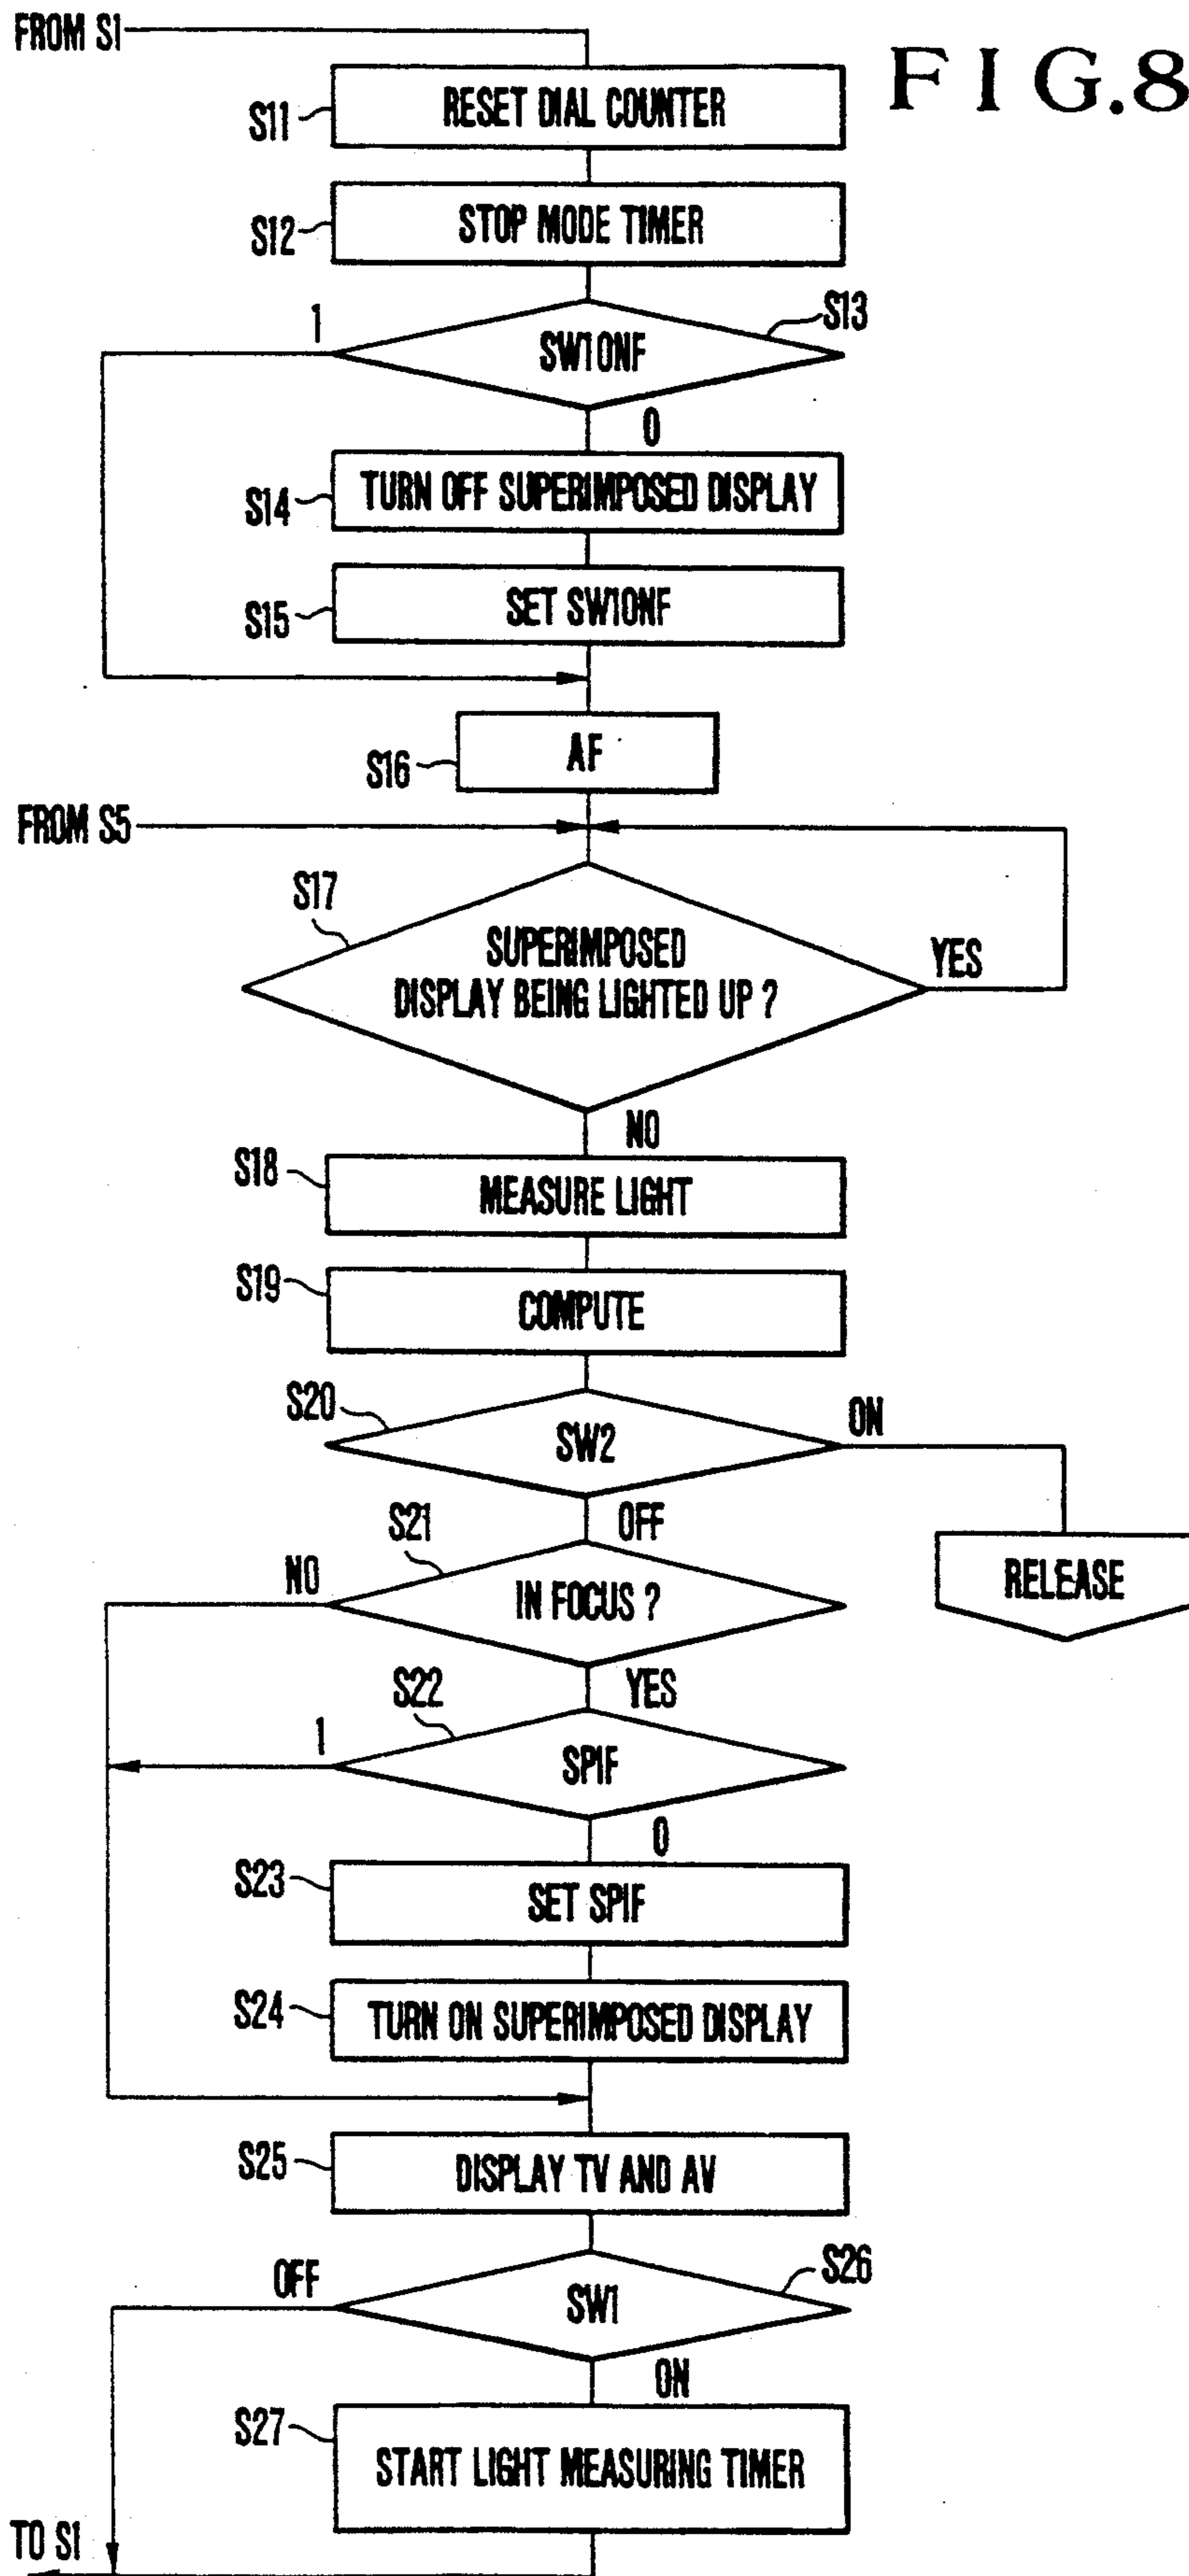 FROM S1
FIG.8
S11
RESET DIAL COUNTER
S12
STOP MODE TIMER
S13
1
SW1ONF
0
S14
TURN OFF SUPERIMPOSED DISPLAY
S15
SET SW1ONF
S16
AF
FROM S5
S17
SUPERIMPOSED
DISPLAY BEING LIGHTED UP ?
YES
NO
S18
MEASURE LIGHT
S19
COMPUTE
S20
SW2
ON
OFF
RELEASE
S21
NO
IN FOCUS ?
YES
S22
1
SPIF
0
S23
SET SPIF
S24
TURN ON SUPERIMPOSED DISPLAY
S25
DISPLAY TV AND AV
S26
OFF
SW1
ON
S27
START LIGHT MEASURING TIMER
TO S1